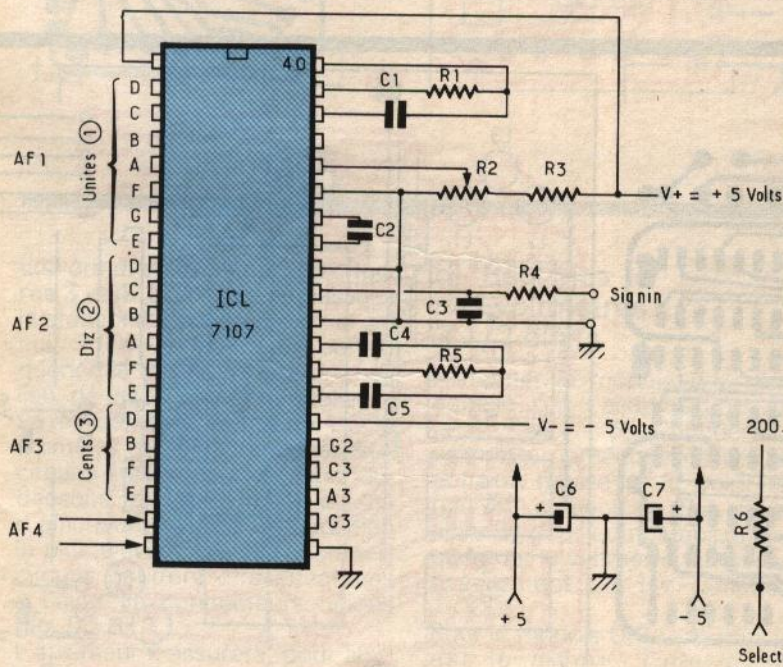 40
D
C
B
A
F
G
E
D
C
B
A
F
E
D
B
F
E
AF1
Unites ①
AF2
Diz ②
AF3
Cents ③
AF4
ICL
7107
C1
R1
R2
R3
V+ = + 5 Volts
C2
R4
Sign in
C3
C4
R5
C5
V- = - 5 Volts
G2
C3
A3
G3
+
C6
C7
+
+5
-5
200
R6
Select